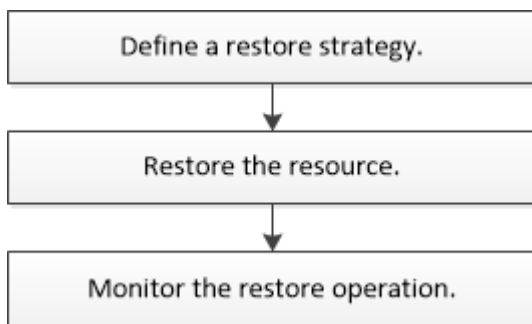 Define a restore strategy.
Restore the resource.
Monitor the restore operation.